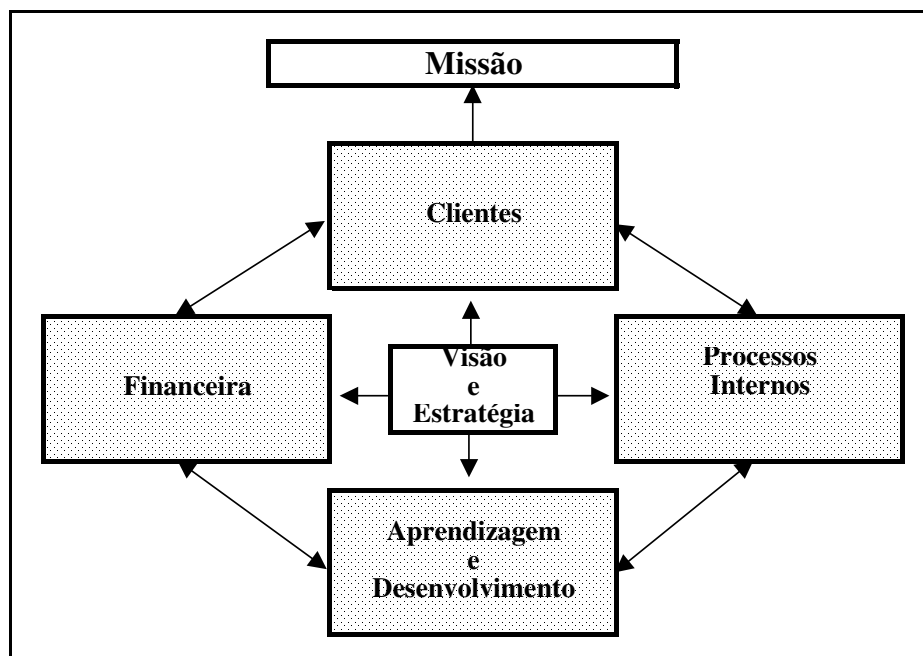 Missão
Clientes
Financeira
Visão
e
Estratégia
Processos
Internos
Aprendizagem
e
Desenvolvimento